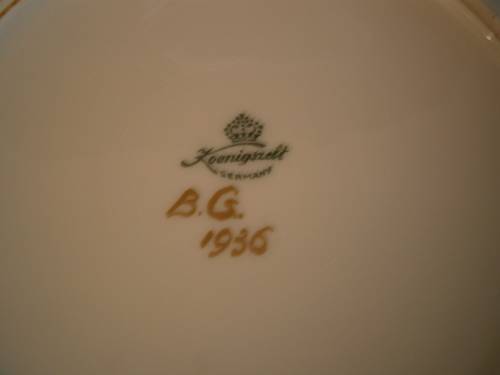 Koenigszelt
GERMANY
B.G.
1936